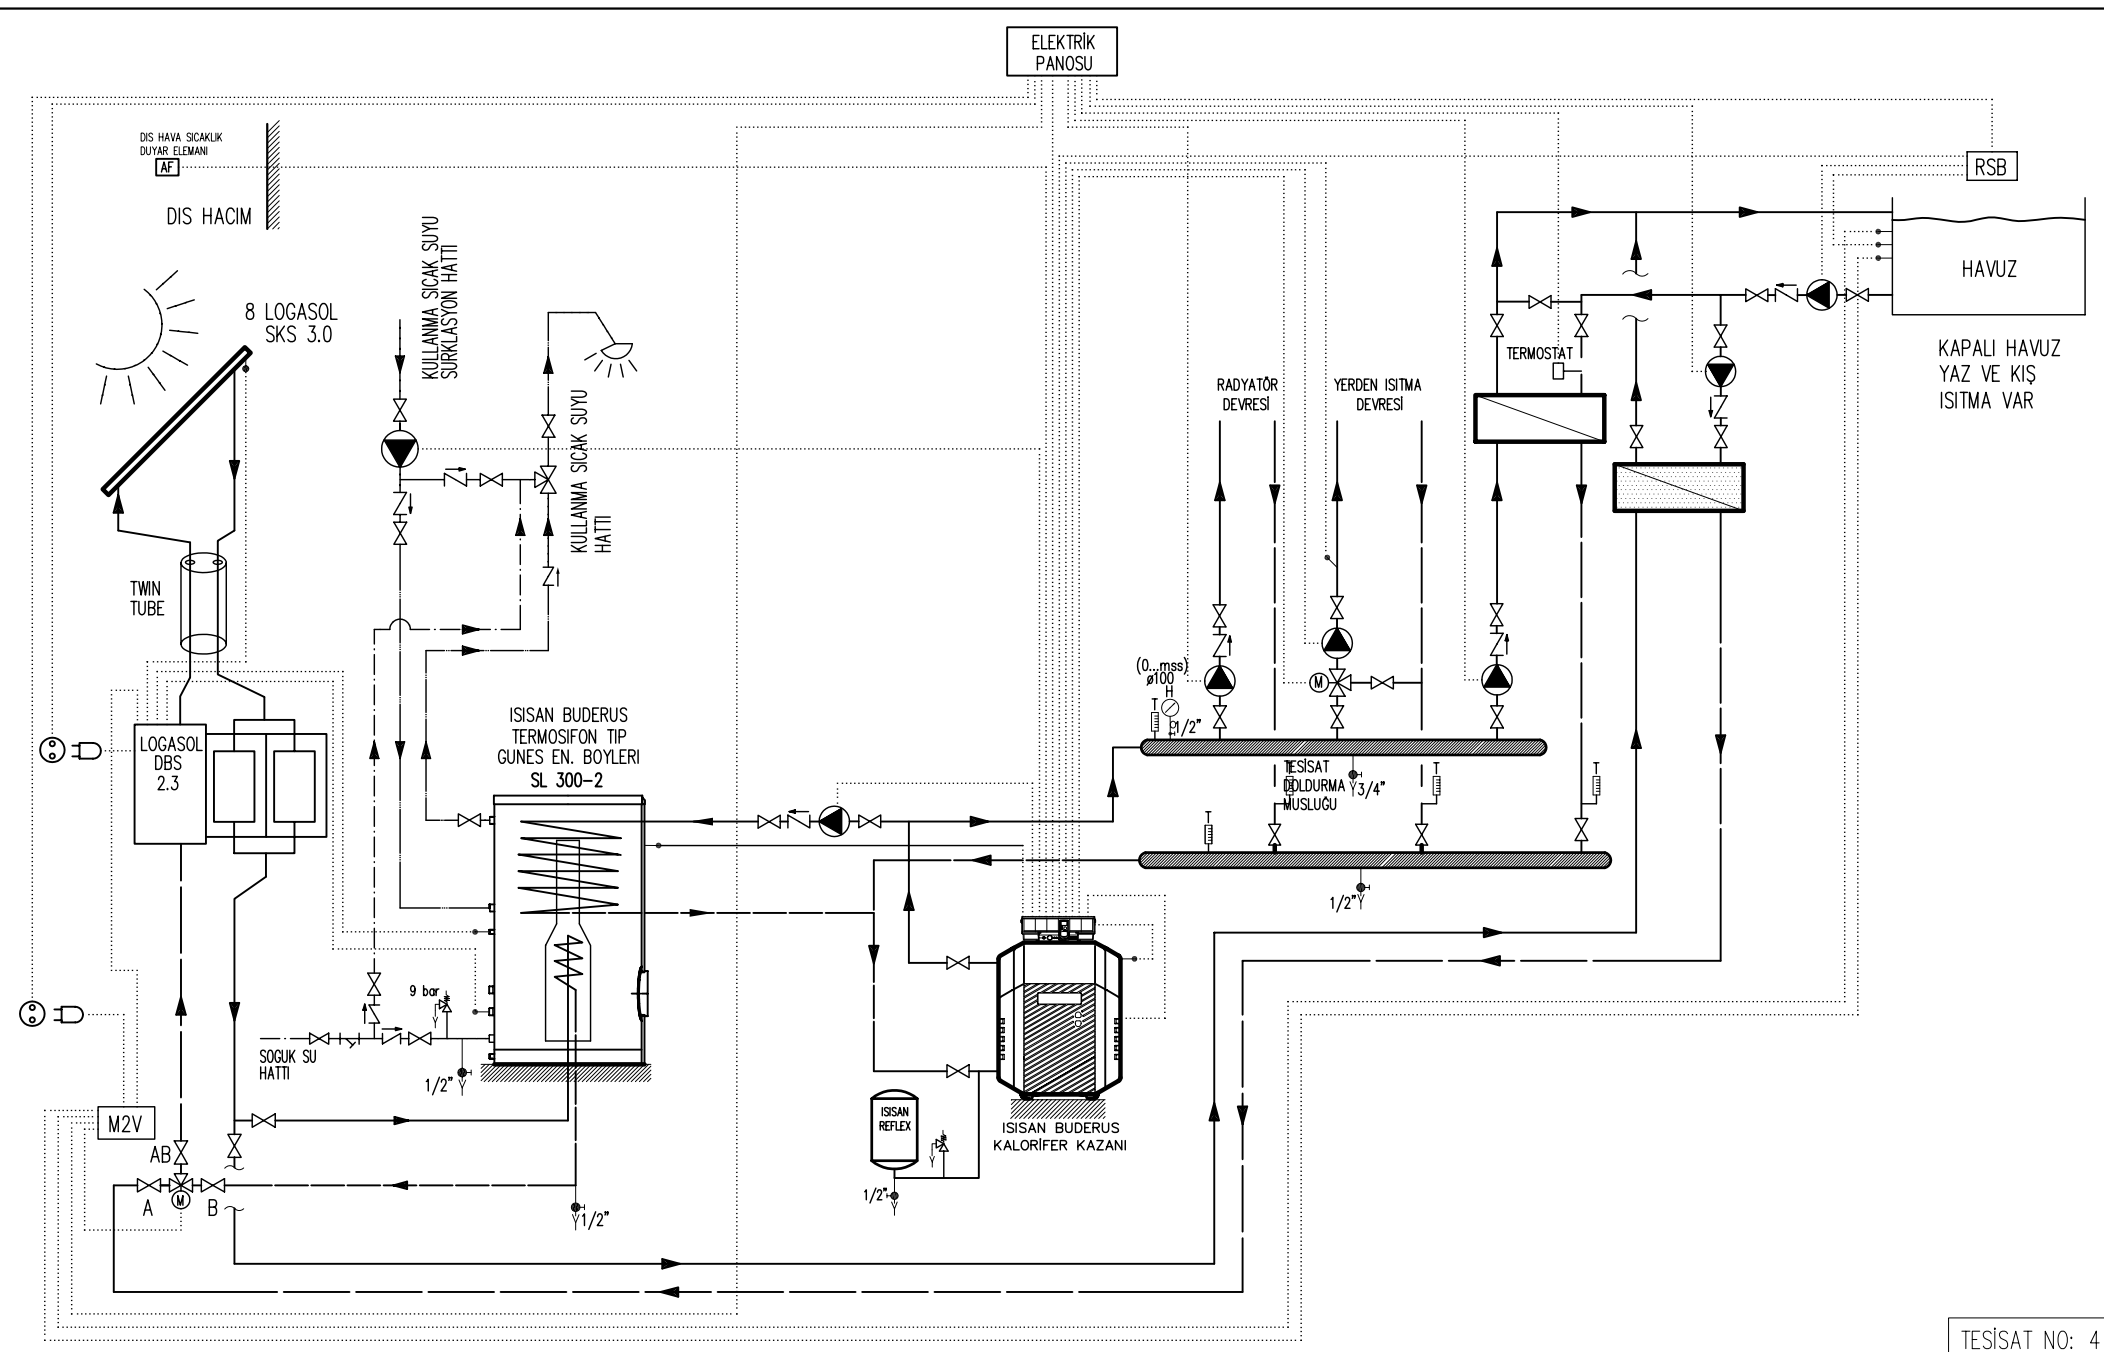 ELEKTRİK
PANOSU
DIS HAVA SICAKLIK
DUYAR ELEMANI
AF
DIS HACIM
RSB
HAVUZ
KAPALI HAVUZ
YAZ VE KIŞ
ISITMA VAR
8 LOGASOL
SKS 3.0
KULLANMA SICAK SUYU
SURKLASYON HATTI
KULLANMA SICAK SUYU
HATTI
TERMOSTAT
RADYATÖR
DEVRESİ
YERDEN ISITMA
DEVRESİ
TWIN
TUBE
(0...mss)
ø100
H
T
1/2"
M
LOGASOL
DBS
2.3
ISISAN BUDERUS
TERMOSIFON TIP
GUNES EN. BOYLERI
SL 300-2
TESİSAT
DOLDURMA
MUSLUĞU
3/4"
T
T
T
T
1/2"
9 bar
SOGUK SU
HATTI
1/2"
M2V
AB
A
M
B
1/2"
ISISAN
REFLEX
1/2"
ISISAN BUDERUS
KALORİFER KAZANI
TESİSAT NO: 4